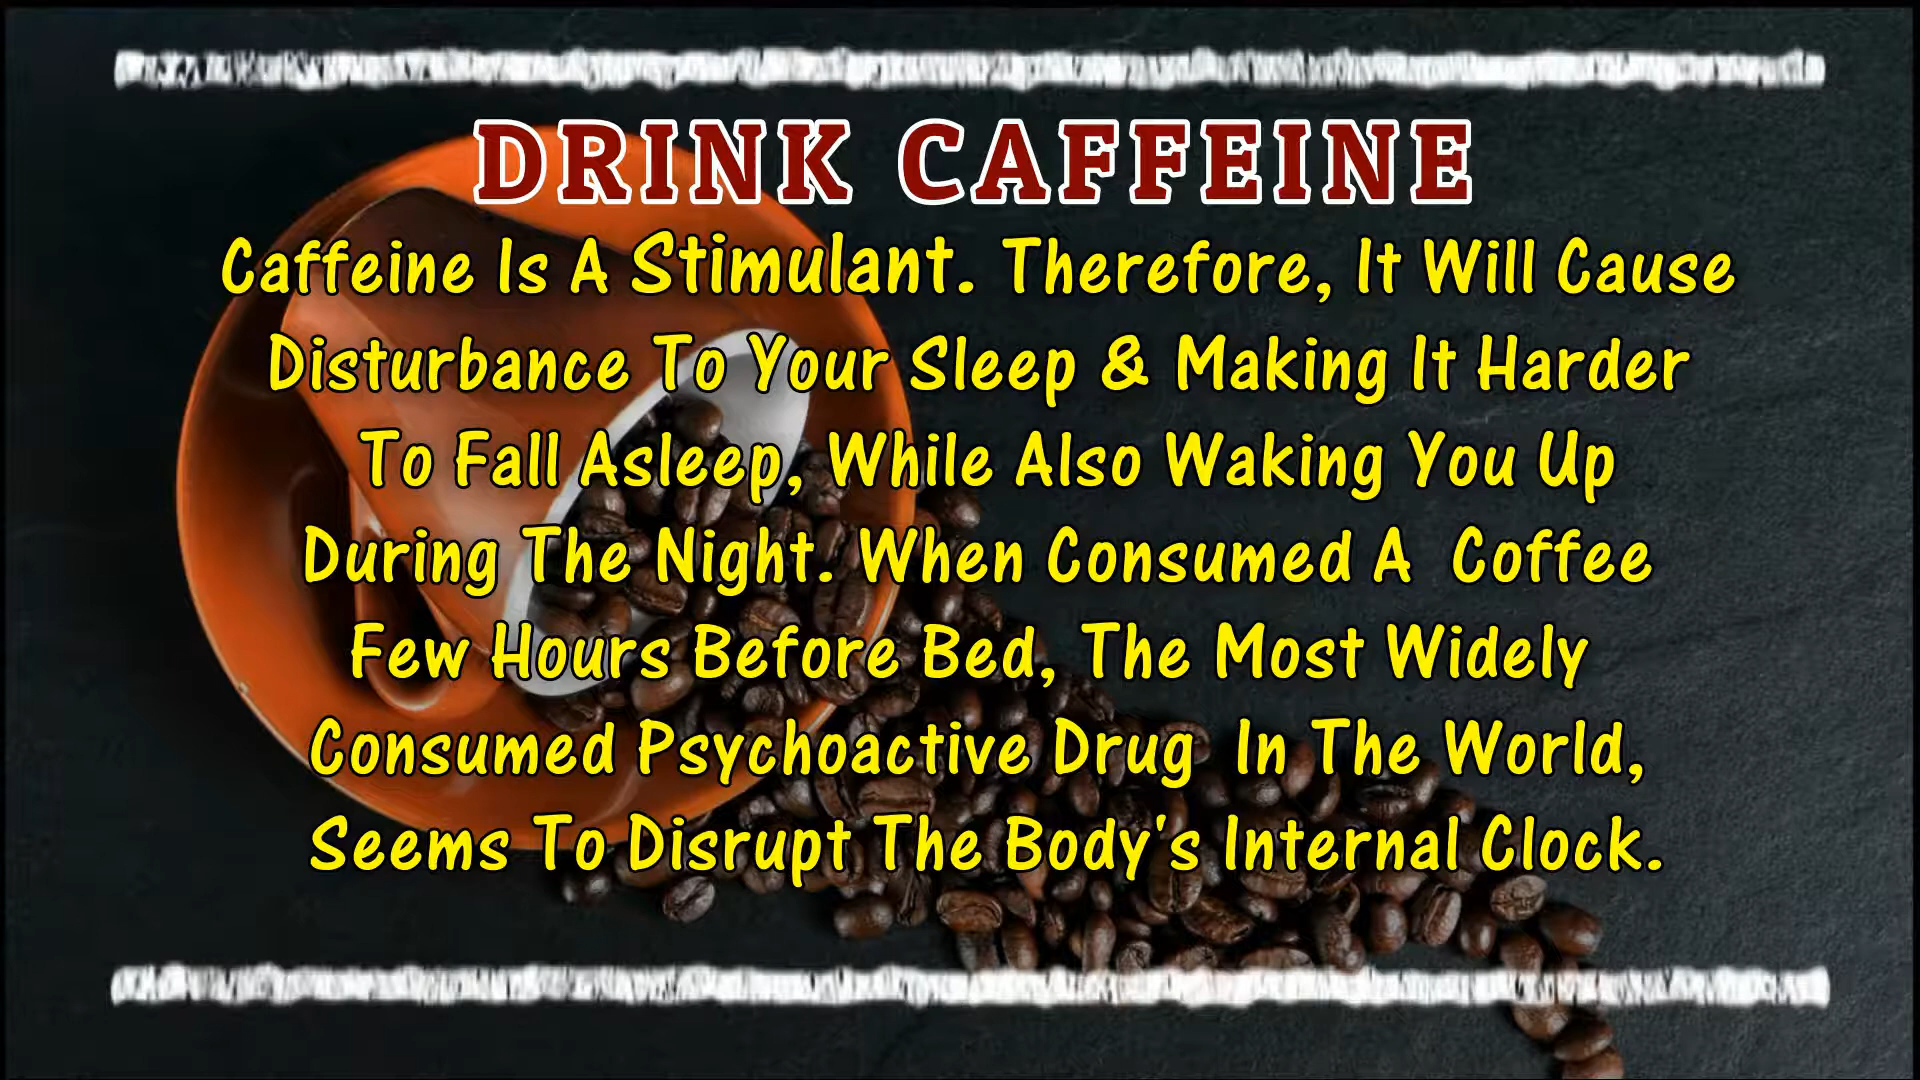 DRINK CAFFEINE
Caffeine Is A Stimulant. Therefore, It Will Cause
Disturbance To Your Sleep & Making It Harder
To Fall Asleep, While Also Waking You Up
During The Night. When Consumed A  Coffee
Few Hours Before Bed, The Most Widely
Consumed Psychoactive Drug  In The World,
Seems To Disrupt The Body's Internal Clock.